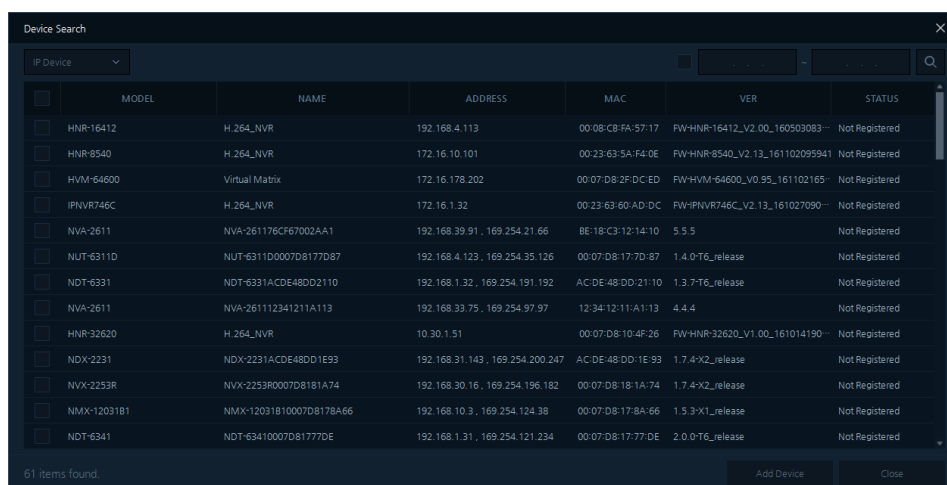 Device Search
IP Device
. . . – . . .
MODEL NAME ADDRESS MAC VER STATUS
HNR-16412 H.264_NVR 192.168.4.113 00:08:CB:FA:57:17 FW-HNR-16412_V2.00_160503083··· Not Registered
HNR-8540 H.264_NVR 172.16.10.101 00:23:63:5A:F4:0E FW-HNR-8540_V2.13_161102095941 Not Registered
HVM-64600 Virtual Matrix 172.16.178.202 00:07:D8:2F:DC:ED FW-HVM-64600_V0.95_161102165··· Not Registered
IPNVR746C H.264_NVR 172.16.1.32 00:23:63:60:AD:DC FW-IPNVR746C_V2.13_161027090··· Not Registered
NVA-2611 NVA-261176CF67002AA1 192.168.39.91 , 169.254.21.66 BE:18:C3:12:14:10 5.5.5 Not Registered
NUT-6311D NUT-6311D0007D8177D87 192.168.4.123 , 169.254.35.126 00:07:D8:17:7D:87 1.4.0-T6_release Not Registered
NDT-6331 NDT-6331ACDE48DD2110 192.168.1.32 , 169.254.191.192 AC:DE:48:DD:21:10 1.3.7-T6_release Not Registered
NVA-2611 NVA-261112341211A113 192.168.33.75 , 169.254.97.97 12:34:12:11:A1:13 4.4.4 Not Registered
HNR-32620 H.264_NVR 10.30.1.51 00:07:D8:10:4F:26 FW-HNR-32620_V1.00_161014190··· Not Registered
NDX-2231 NDX-2231ACDE48DD1E93 192.168.31.143 , 169.254.200.247 AC:DE:48:DD:1E:93 1.7.4-X2_release Not Registered
NVX-2253R NVX-2253R0007D8181A74 192.168.30.16 , 169.254.196.182 00:07:D8:18:1A:74 1.7.4-X2_release Not Registered
NMX-12031B1 NMX-12031B10007D8178A66 192.168.10.3 , 169.254.124.38 00:07:D8:17:8A:66 1.5.3-X1_release Not Registered
NDT-6341 NDT-63410007D81777DE 192.168.1.31 , 169.254.121.234 00:07:D8:17:77:DE 2.0.0-T6_release Not Registered
61 items found. Add Device Close